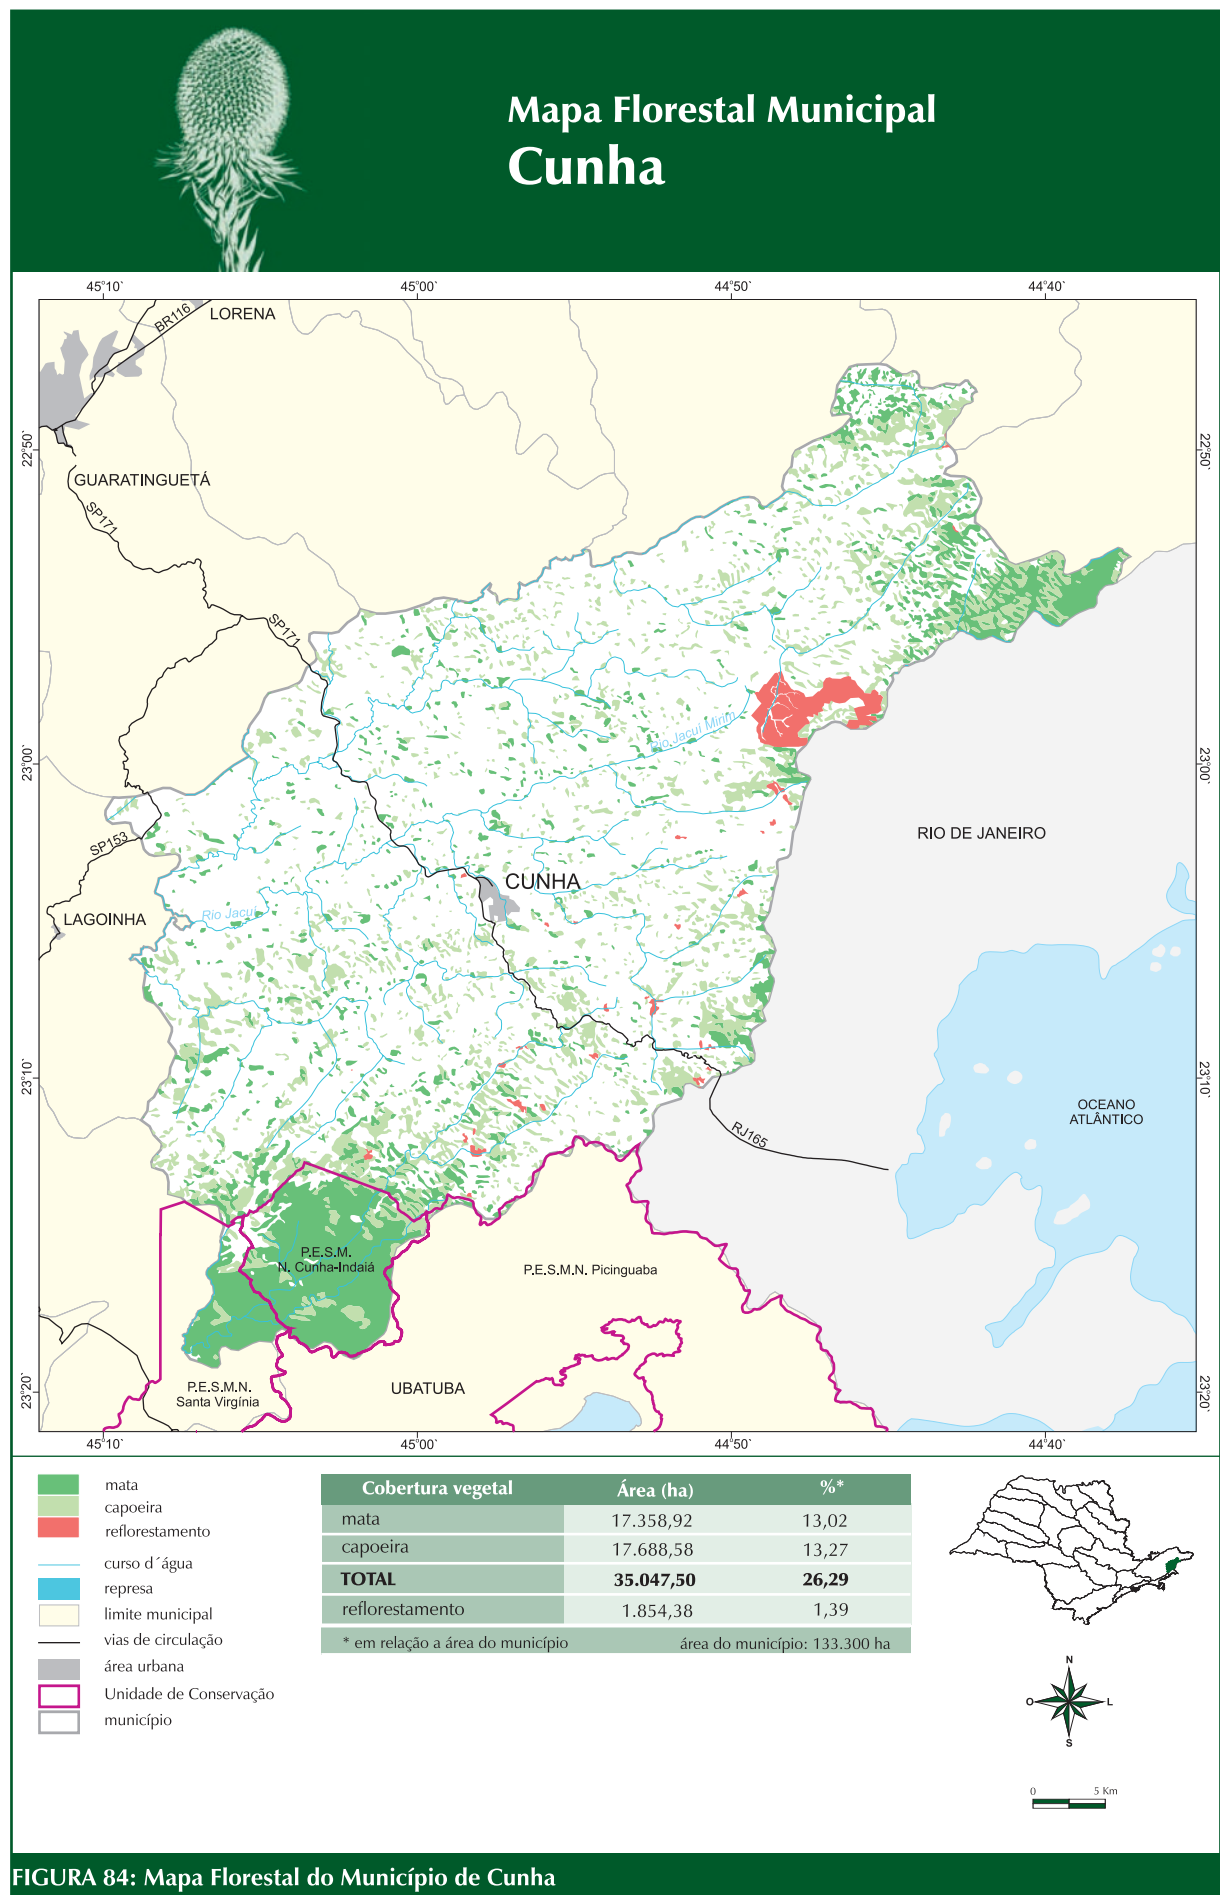 Mapa Florestal Municipal
Cunha
45°10` 45°00` 44°50` 44°40`
LORENA
BR116
22°50` 22°50`
GUARATINGUETÁ
SP171
SP171
Rio Jacuí Mirim
23°00` 23°00`
RIO DE JANEIRO
SP153
CUNHA
LAGOINHA
Rio Jacuí
23°10` 23°10`
OCEANO
ATLÂNTICO
RJ165
P.E.S.M.
N. Cunha-Indaiá
P.E.S.M.N. Picinguaba
P.E.S.M.N.
Santa Virgínia
UBATUBA
23°20` 23°20`
45°10` 45°00` 44°50` 44°40`
mata
capoeira
reflorestamento
curso d´água
represa
limite municipal
vias de circulação
área urbana
Unidade de Conservação
município
Cobertura vegetal Área (ha) %*
mata 17.358,92 13,02
capoeira 17.688,58 13,27
TOTAL 35.047,50 26,29
reflorestamento 1.854,38 1,39
* em relação a área do município área do município: 133.300 ha
N
O L
S
0 5 Km
FIGURA 84: Mapa Florestal do Município de Cunha